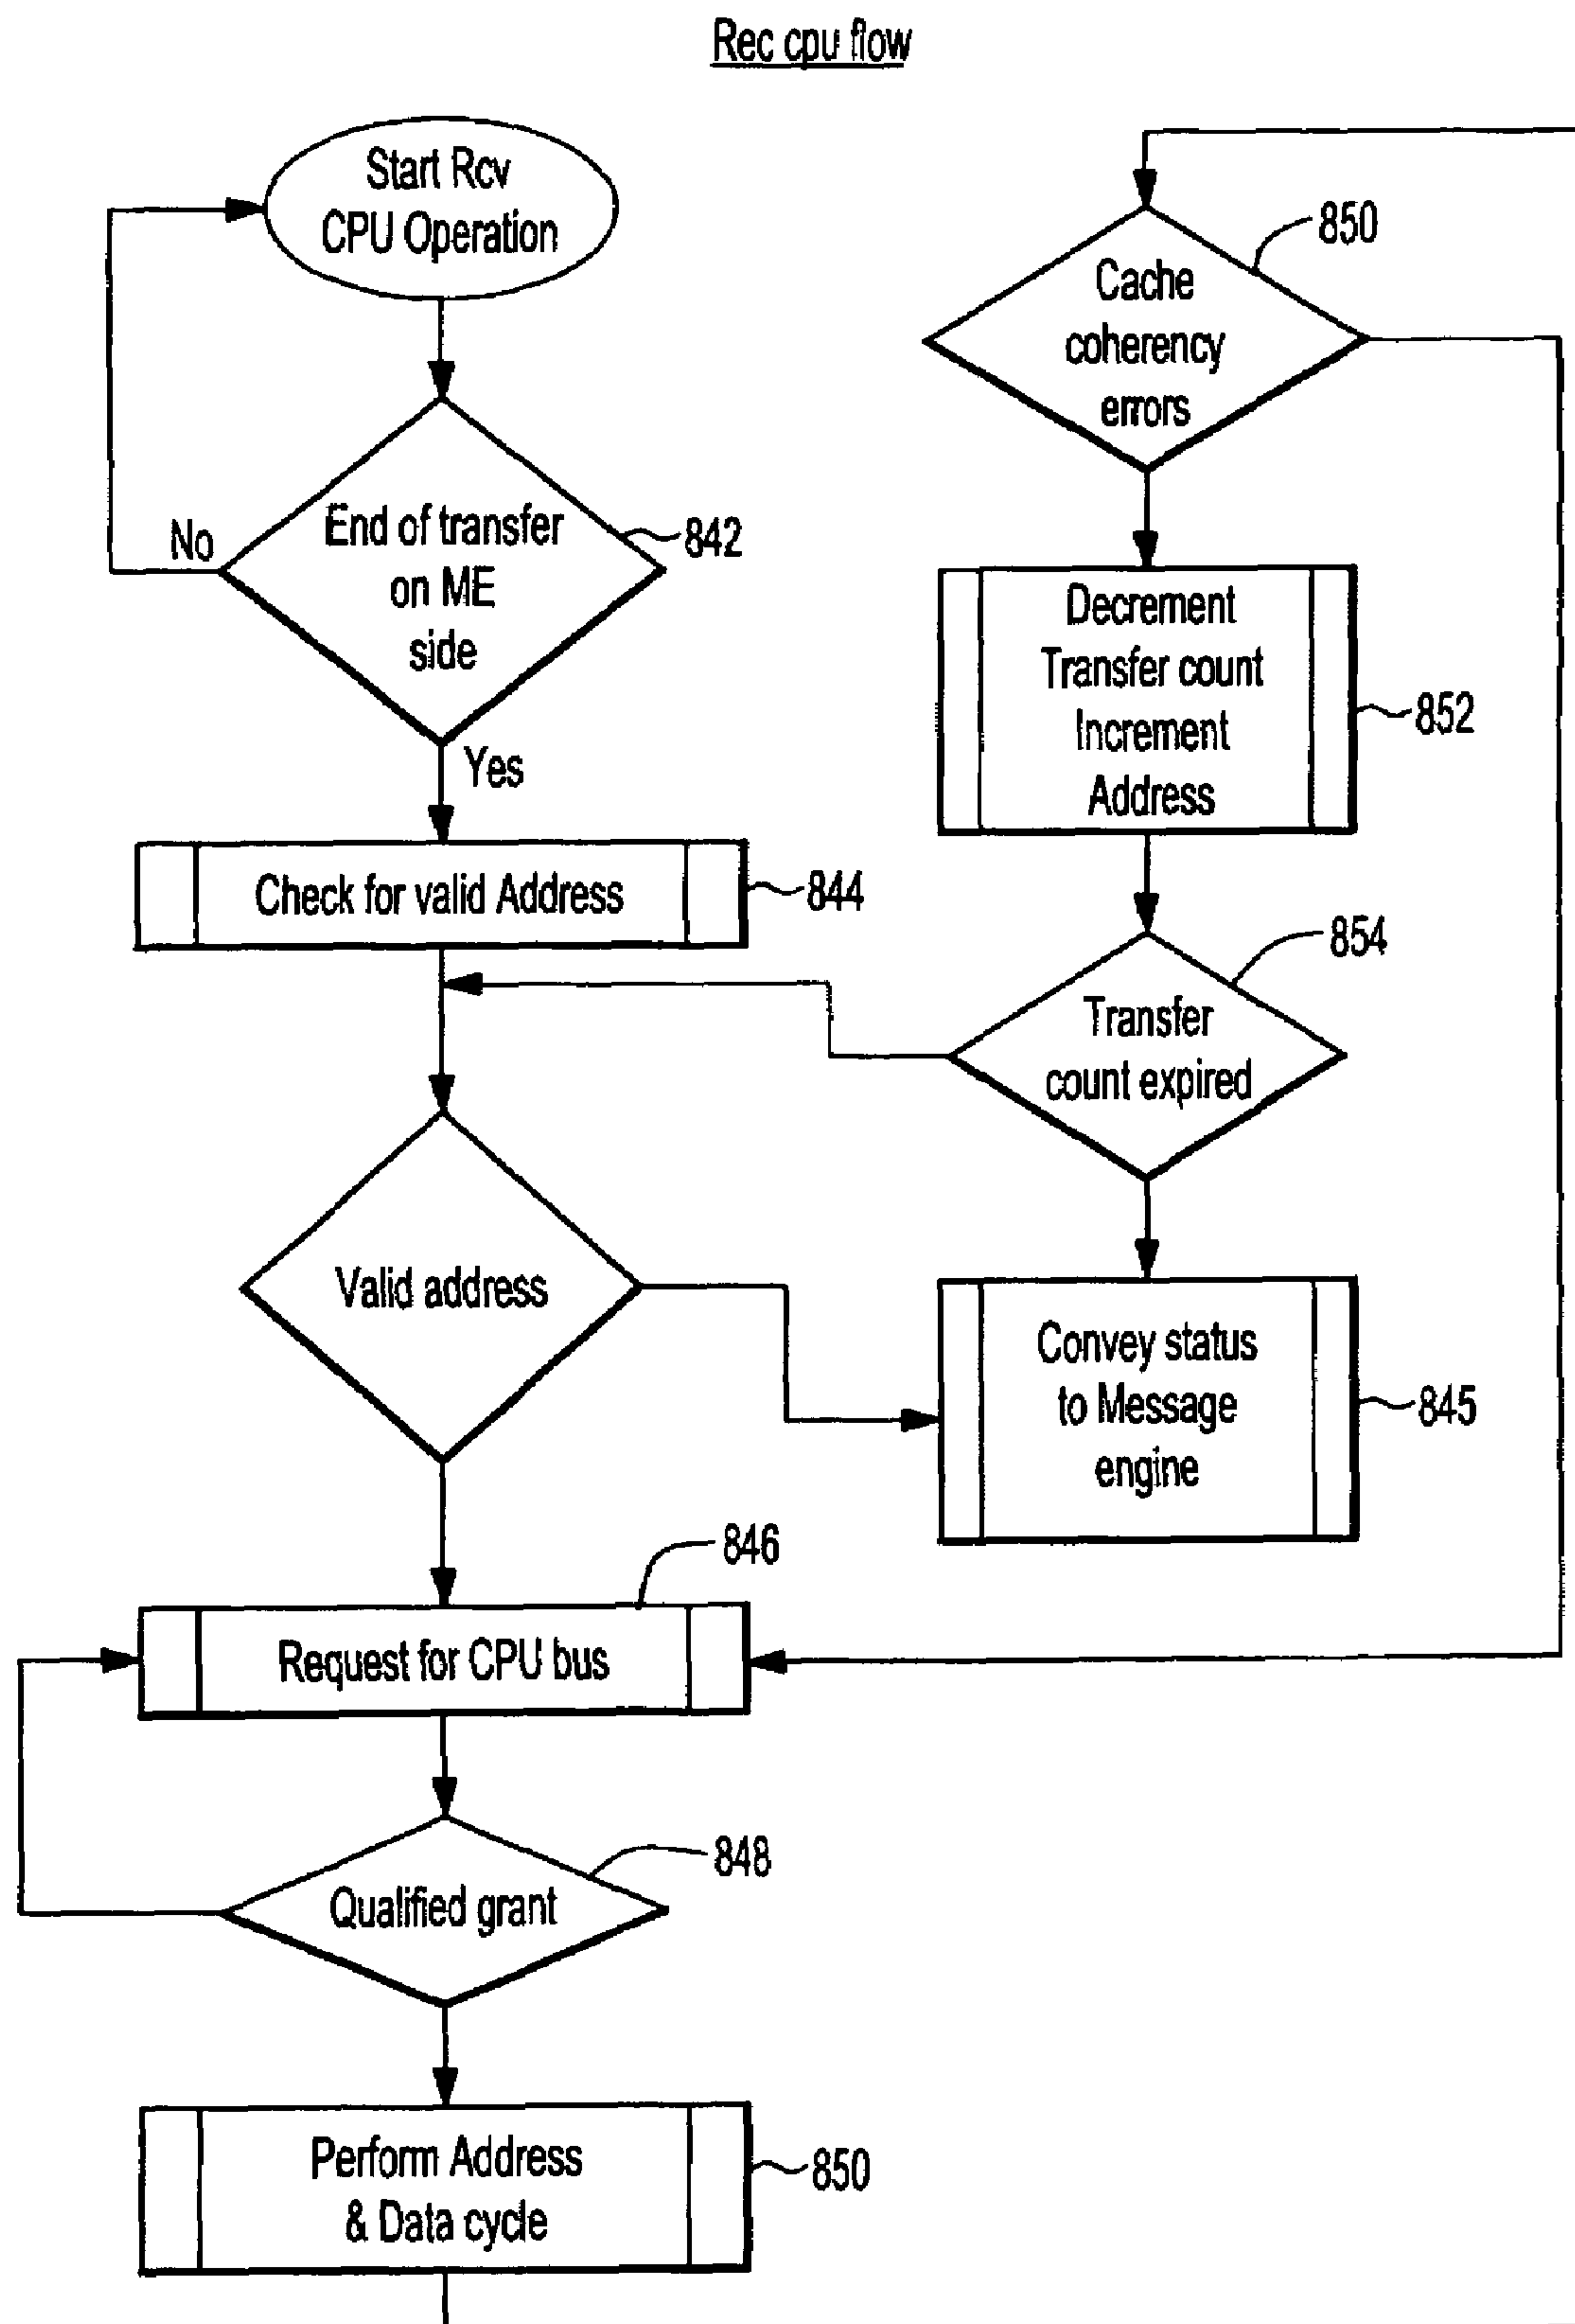 Rec cpu flow
Start Rcv
CPU Operation
No
End of transfer
on ME
side
842
Yes
Check for valid Address
844
Valid address
846
Request for CPU bus
848
Qualified grant
Perform Address
& Data cycle
850
850
Cache
coherency
errors
Decrement
Transfer count
Increment
Address
852
854
Transfer
count expired
Convey status
to Message
engine
845